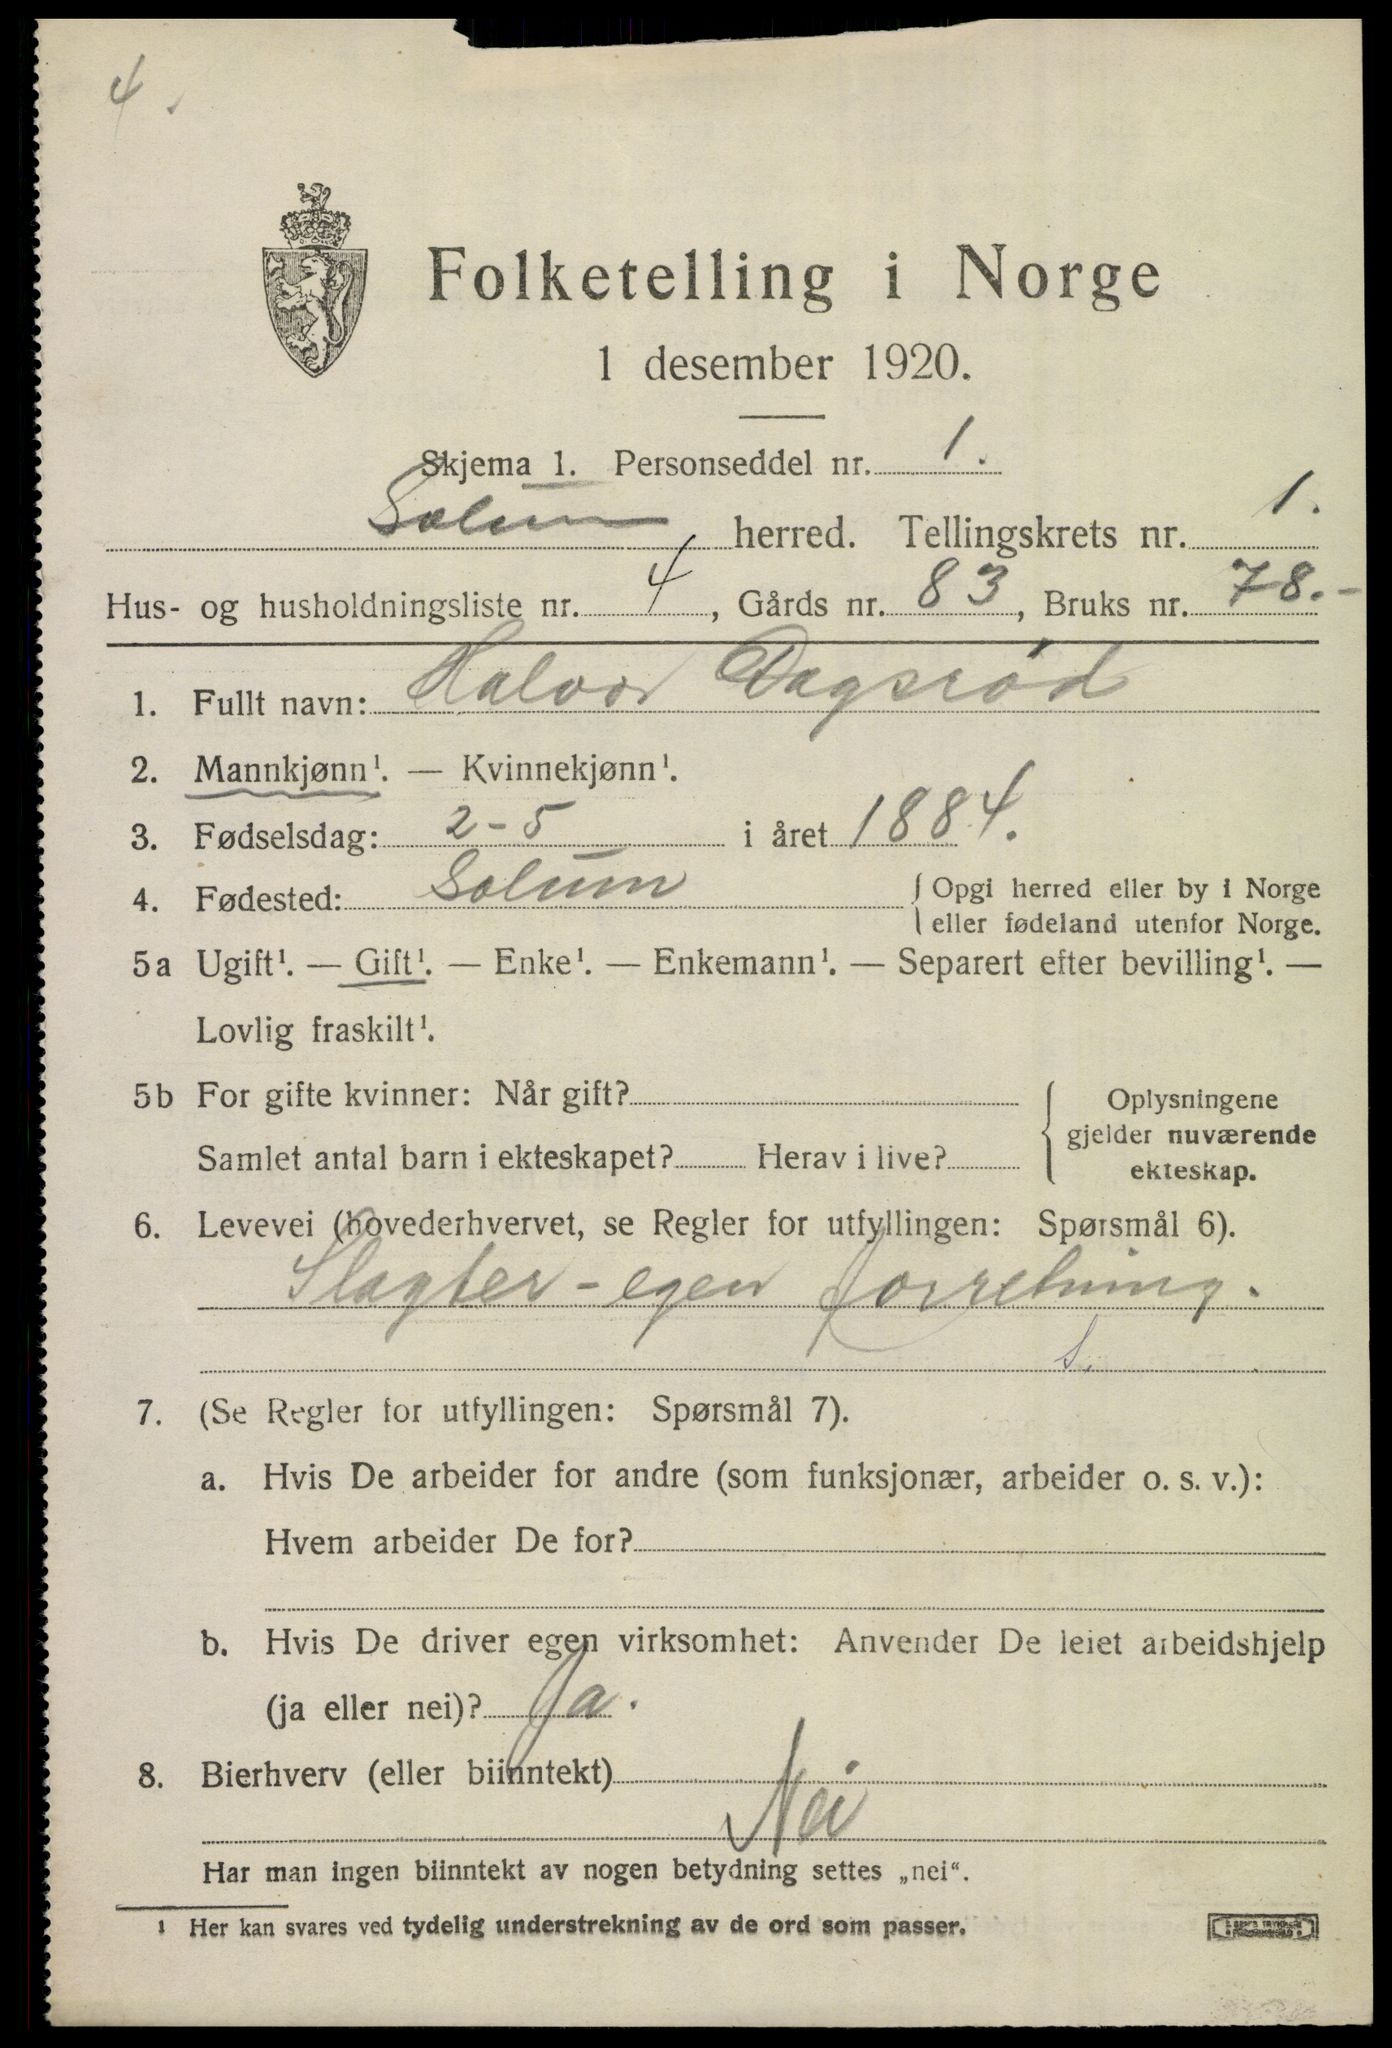 4.
Folketelling i Norge
1 desember 1920.
Skjema 1. Personseddel nr. 1.
Solum herred. Tellingskrets nr. 1.
Hus- og husholdningsliste nr. 4, Gårds nr. 83, Bruks nr. 78.-
1. Fullt navn: Halvor Dagsrød
2. Mannkjønn¹. — Kvinnekjønn¹.
3. Fødselsdag: 2-5 i året 1884.
4. Fødested: Solum { Opgi herred eller by i Norge
eller fødeland utenfor Norge.
5a Ugift¹. — Gift¹. — Enke¹. — Enkemann¹. — Separert efter bevilling¹. —
Lovlig fraskilt¹.
5b For gifte kvinner: Når gift?
Samlet antal barn i ekteskapet? Herav i live?
{ Oplysningene
gjelder nuværende
ekteskap.
6. Levevei (hovederhvervet, se Regler for utfyllingen: Spørsmål 6).
Slagter - egen forretning.
S.
7. (Se Regler for utfyllingen: Spørsmål 7).
a. Hvis De arbeider for andre (som funksjonær, arbeider o. s. v.):
Hvem arbeider De for?
b. Hvis De driver egen virksomhet: Anvender De leiet arbeidshjelp
(ja eller nei)? Ja.
8. Bierhverv (eller biinntekt)
Nei
Har man ingen biinntekt av nogen betydning settes „nei“.
¹ Her kan svares ved tydelig understrekning av de ord som passer.